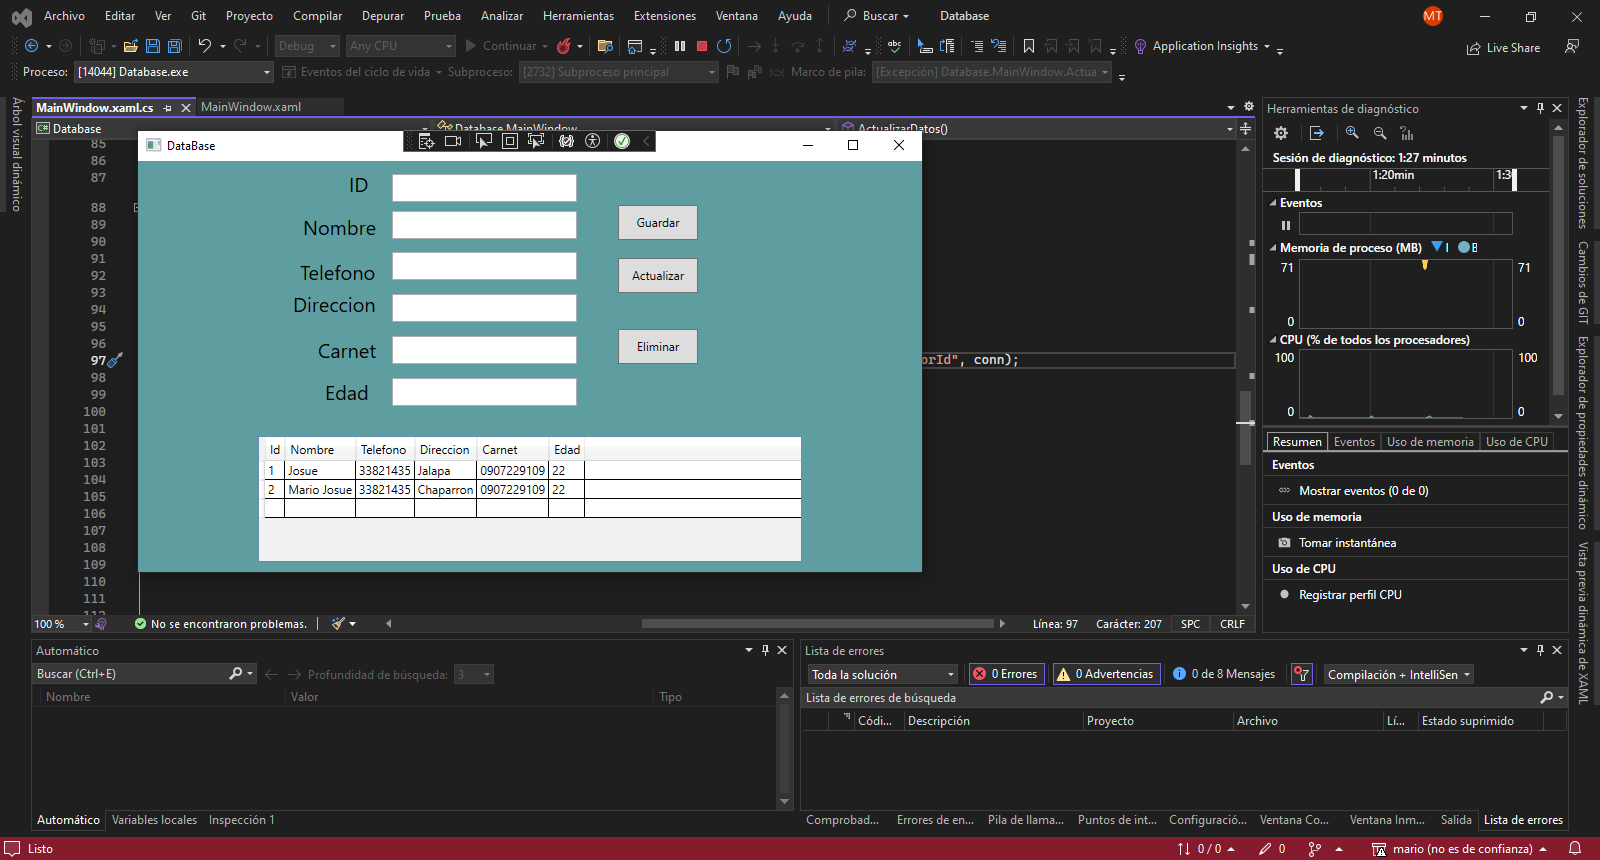 Archivo Editar Ver Git Proyecto Compilar Depurar Prueba Analizar Herramientas Extensiones Ventana Ayuda Buscar Database MT
Debug Any CPU Continuar Application Insights Live Share
Proceso: [14044] Database.exe Eventos del ciclo de vida Subproceso: [2732] Subproceso principal Marco de pila: [Excepción] Database.MainWindow.Actua
Árbol visual dinámico
MainWindow.xaml.cs MainWindow.xaml
Database Database.MainWindow ActualizarDatos()
85
86
87
88
89
90
91
92
93
94
95
96
97 orId", conn);
98
99
100
101
102
103
104
105
106
107
108
109
110
111
112
DataBase
ID
Nombre
Guardar
Telefono
Actualizar
Direccion
Carnet
Eliminar
Edad
Id Nombre Telefono Direccion Carnet Edad
1 Josue 33821435 Jalapa 0907229109 22
2 Mario Josue 33821435 Chaparron 0907229109 22
100 % No se encontraron problemas. Línea: 97 Carácter: 207 SPC CRLF
Herramientas de diagnóstico
Sesión de diagnóstico: 1:27 minutos
1:20min 1:3
Eventos
Memoria de proceso (MB) I B
71 71
0 0
CPU (% de todos los procesadores)
100 100
0 0
Resumen Eventos Uso de memoria Uso de CPU
Eventos
Mostrar eventos (0 de 0)
Uso de memoria
Tomar instantánea
Uso de CPU
Registrar perfil CPU
Explorador de soluciones
Cambios de GIT
Explorador de propiedades dinámico
Vista previa dinámica de XAML
Automático
Buscar (Ctrl+E) Profundidad de búsqueda: 3
Nombre Valor Tipo
Automático Variables locales Inspección 1
Lista de errores
Toda la solución 0 Errores 0 Advertencias 0 de 8 Mensajes Compilación + IntelliSen
Lista de errores de búsqueda
Códi... Descripción Proyecto Archivo Lí... Estado suprimido
Comprobad... Errores de en... Pila de llama... Puntos de int... Configuració... Ventana Co... Ventana Inm... Salida Lista de errores
Listo 0 / 0 0 mario (no es de confianza)